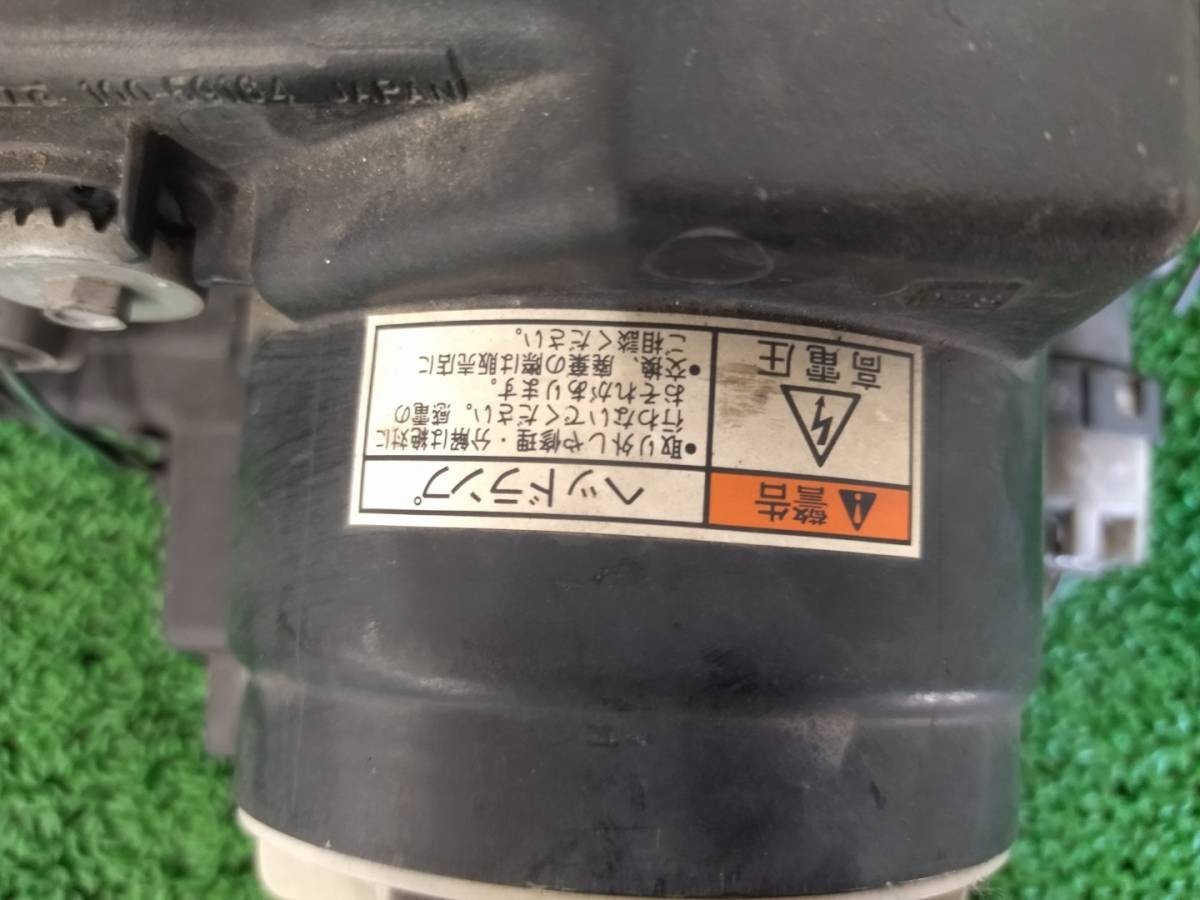 100-59184 JAPAN
警告
高電圧
ヘッドランプ
●取り外しや修理・分解は絶対に
行わないでください。感電の
おそれがあります。
●交換、廃棄の際は販売店に
ご相談ください。